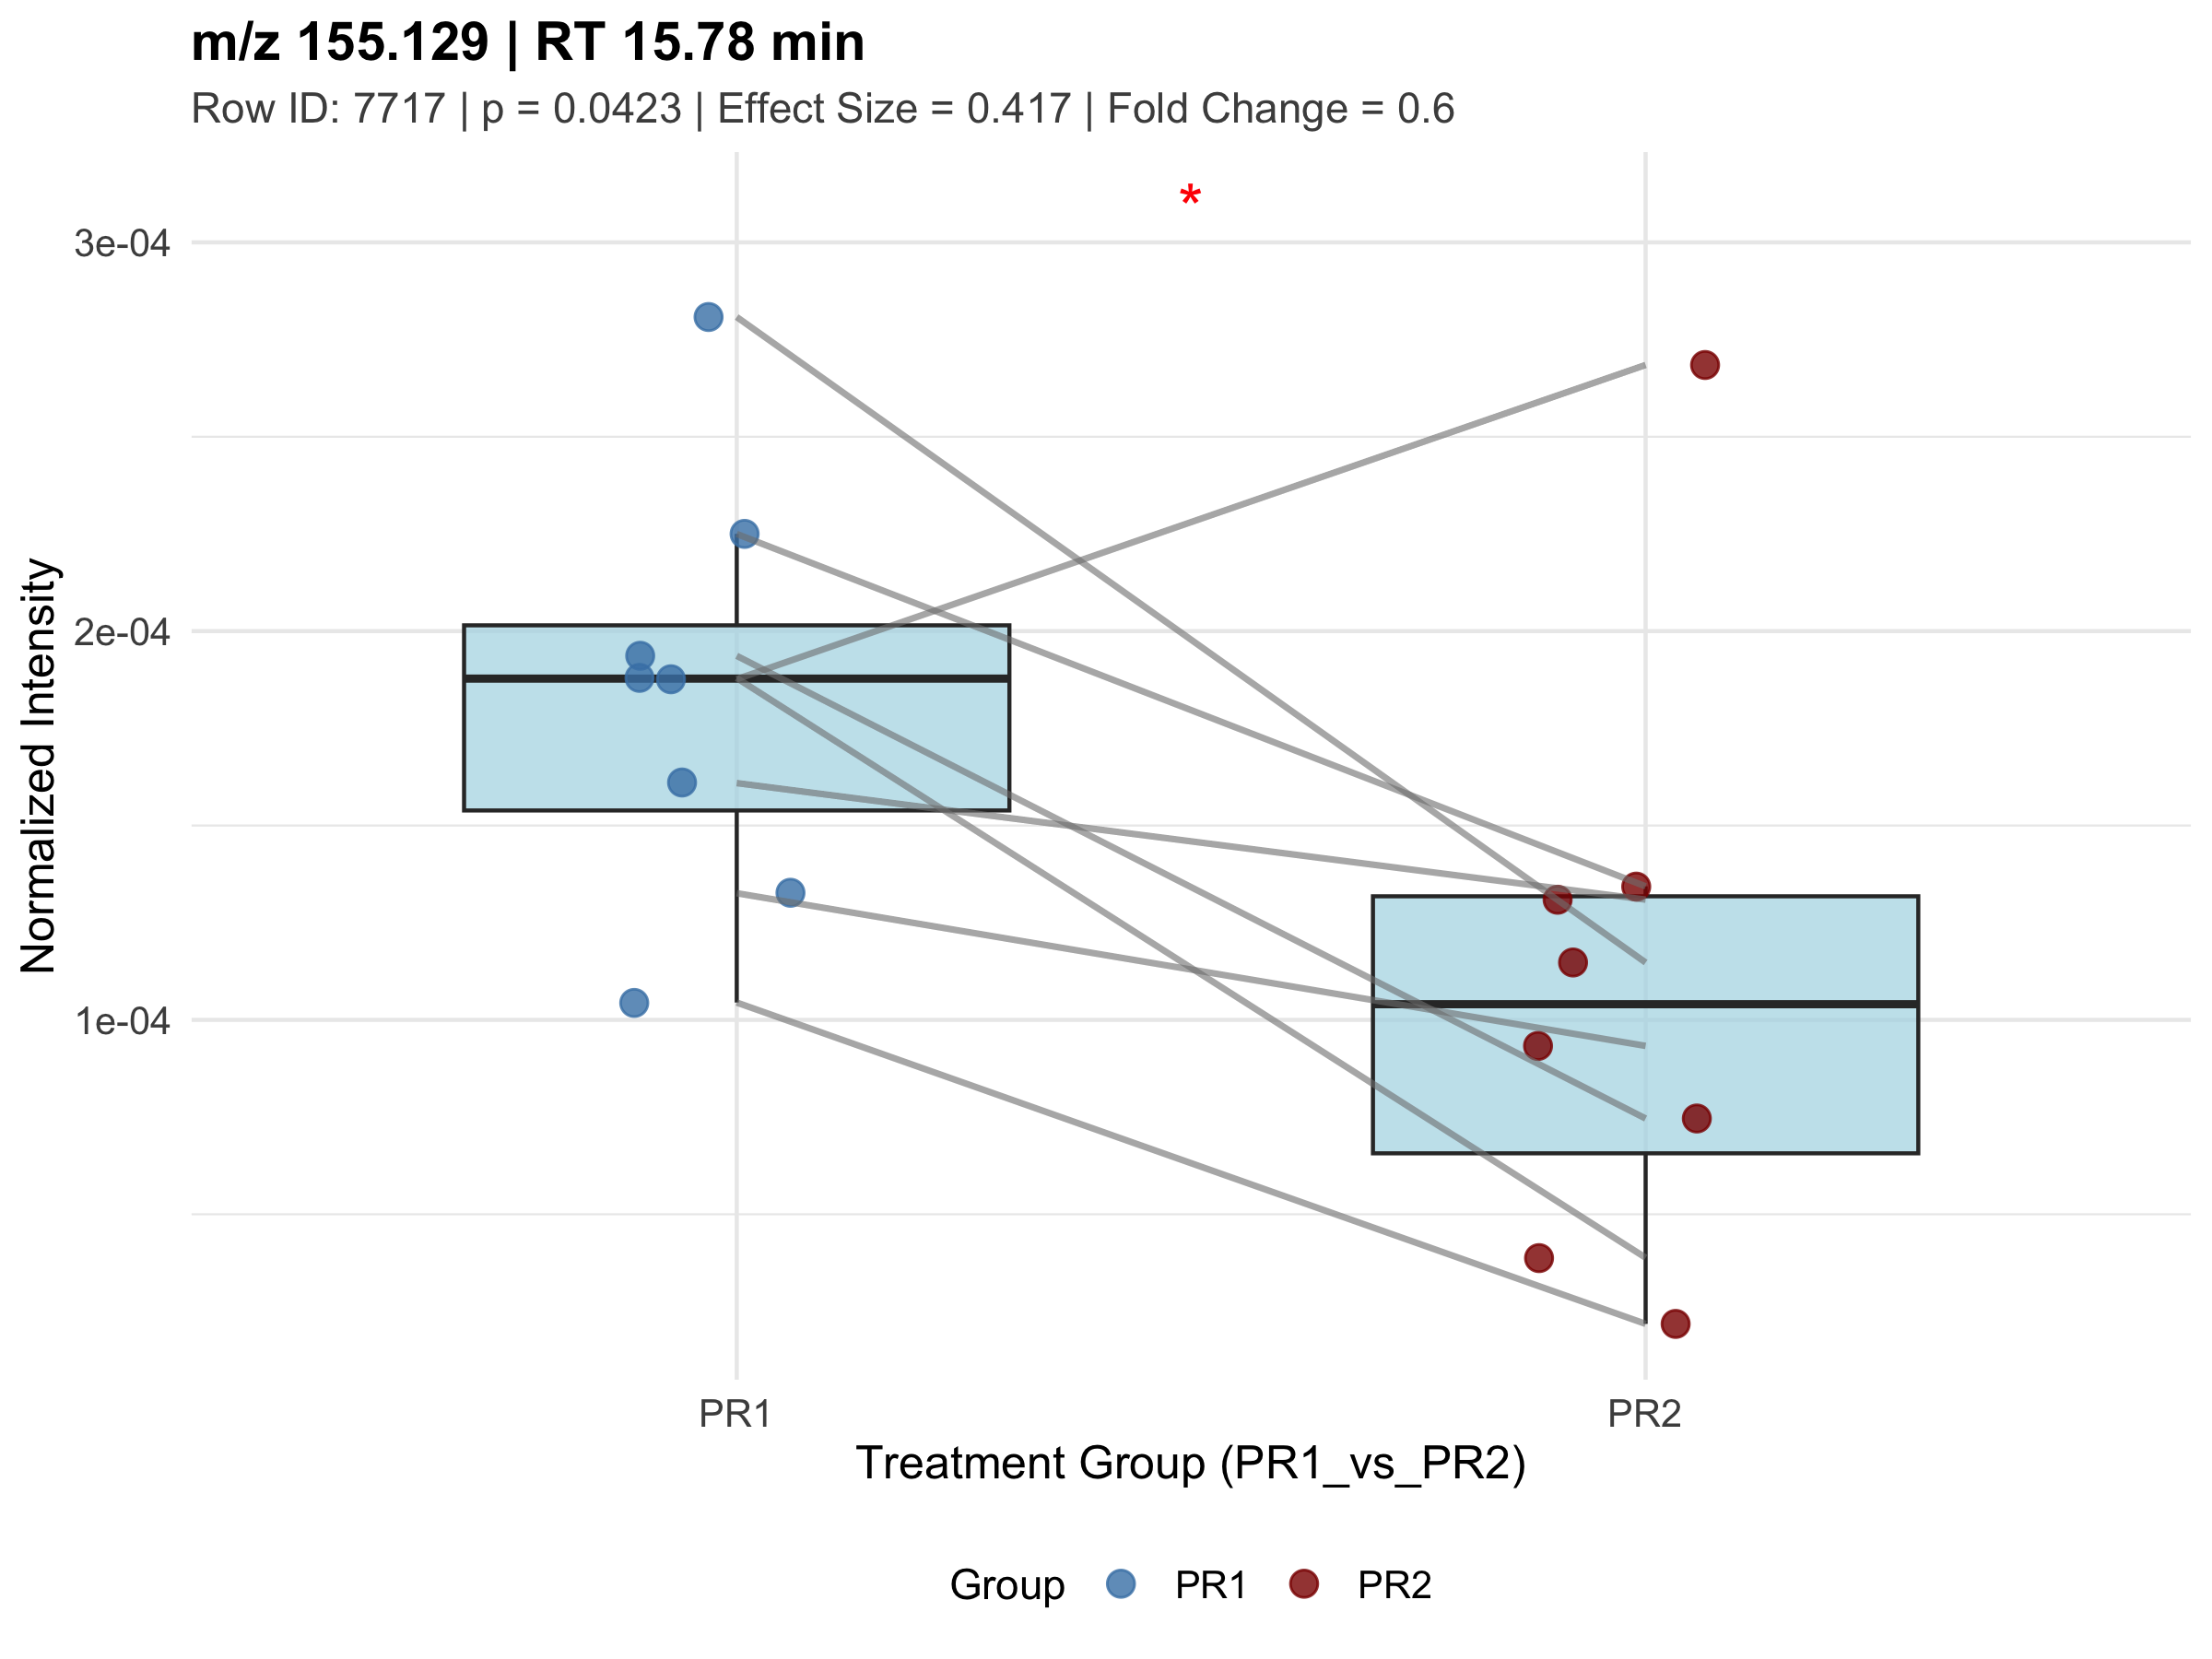 m/z 155.129 | RT 15.78 min
Row ID: 7717 | p = 0.0423 | Effect Size = 0.417 | Fold Change = 0.6
*
3e-04
2e-04
1e-04
Normalized Intensity
PR1
PR2
Treatment Group (PR1_vs_PR2)
Group
PR1
PR2